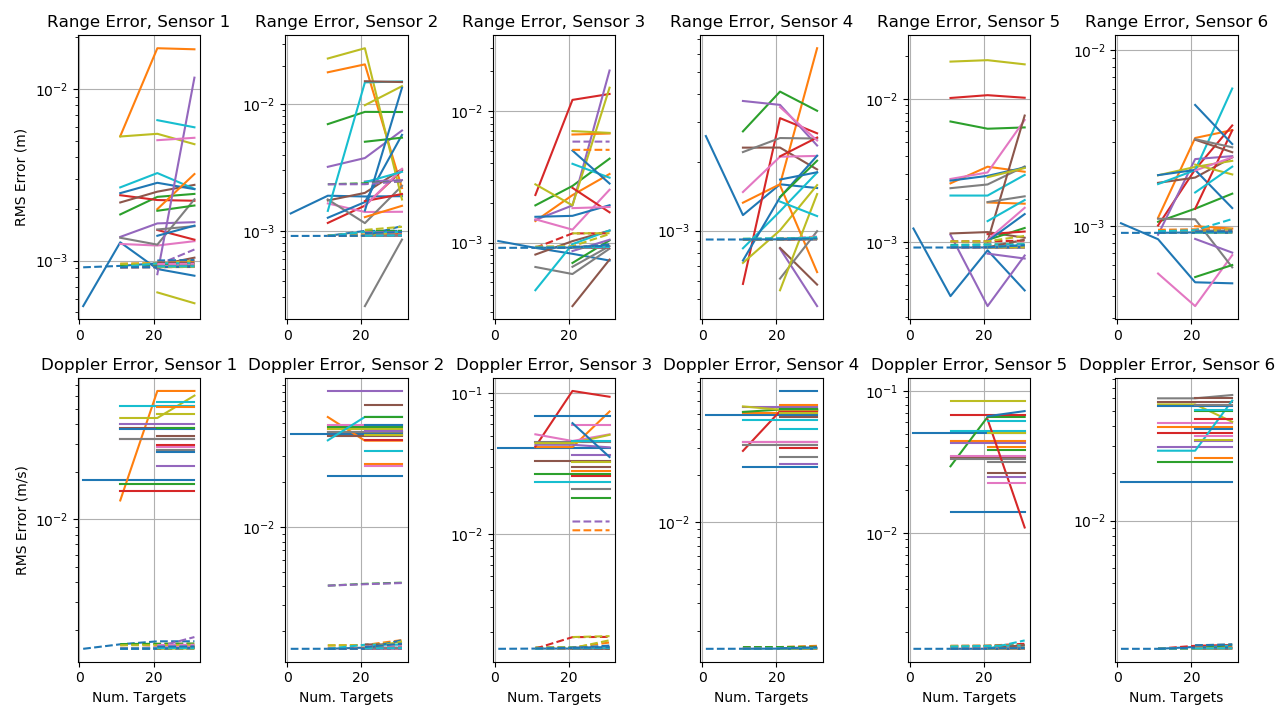 Range Error, Sensor 1 Range Error, Sensor 2 Range Error, Sensor 3 Range Error, Sensor 4 Range Error, Sensor 5 Range Error, Sensor 6
RMS Error (m)
10⁻² 10⁻² 10⁻² 10⁻² 10⁻² 10⁻²
10⁻³ 10⁻³ 10⁻³ 10⁻³ 10⁻³ 10⁻³
0 20 0 20 0 20 0 20 0 20 0 20
Doppler Error, Sensor 1 Doppler Error, Sensor 2 Doppler Error, Sensor 3 Doppler Error, Sensor 4 Doppler Error, Sensor 5 Doppler Error, Sensor 6
RMS Error (m/s)
10⁻¹ 10⁻¹
10⁻² 10⁻² 10⁻² 10⁻² 10⁻² 10⁻²
0 20 0 20 0 20 0 20 0 20 0 20
Num. Targets Num. Targets Num. Targets Num. Targets Num. Targets Num. Targets